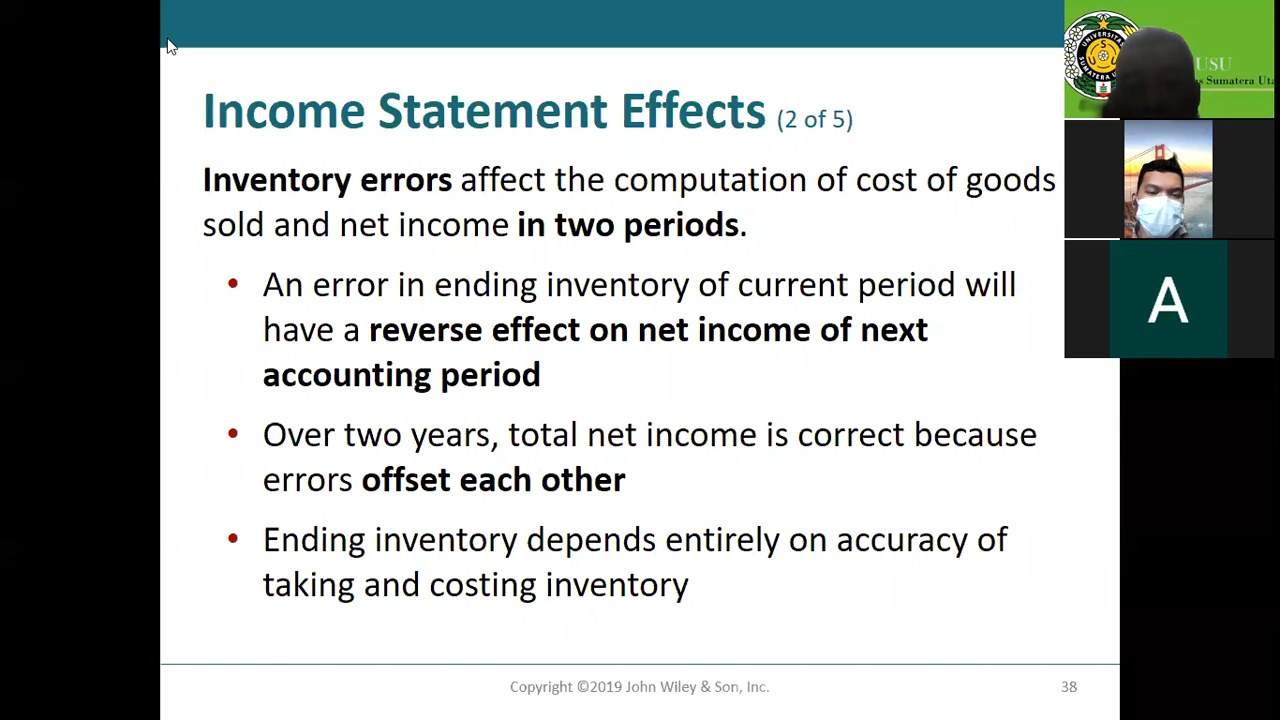 Income Statement Effects (2 of 5)
Inventory errors affect the computation of cost of goods
sold and net income in two periods.
• An error in ending inventory of current period will
have a reverse effect on net income of next
accounting period
• Over two years, total net income is correct because
errors offset each other
• Ending inventory depends entirely on accuracy of
taking and costing inventory
Copyright ©2019 John Wiley & Son, Inc.
38
USU
Sumatera Uta
A